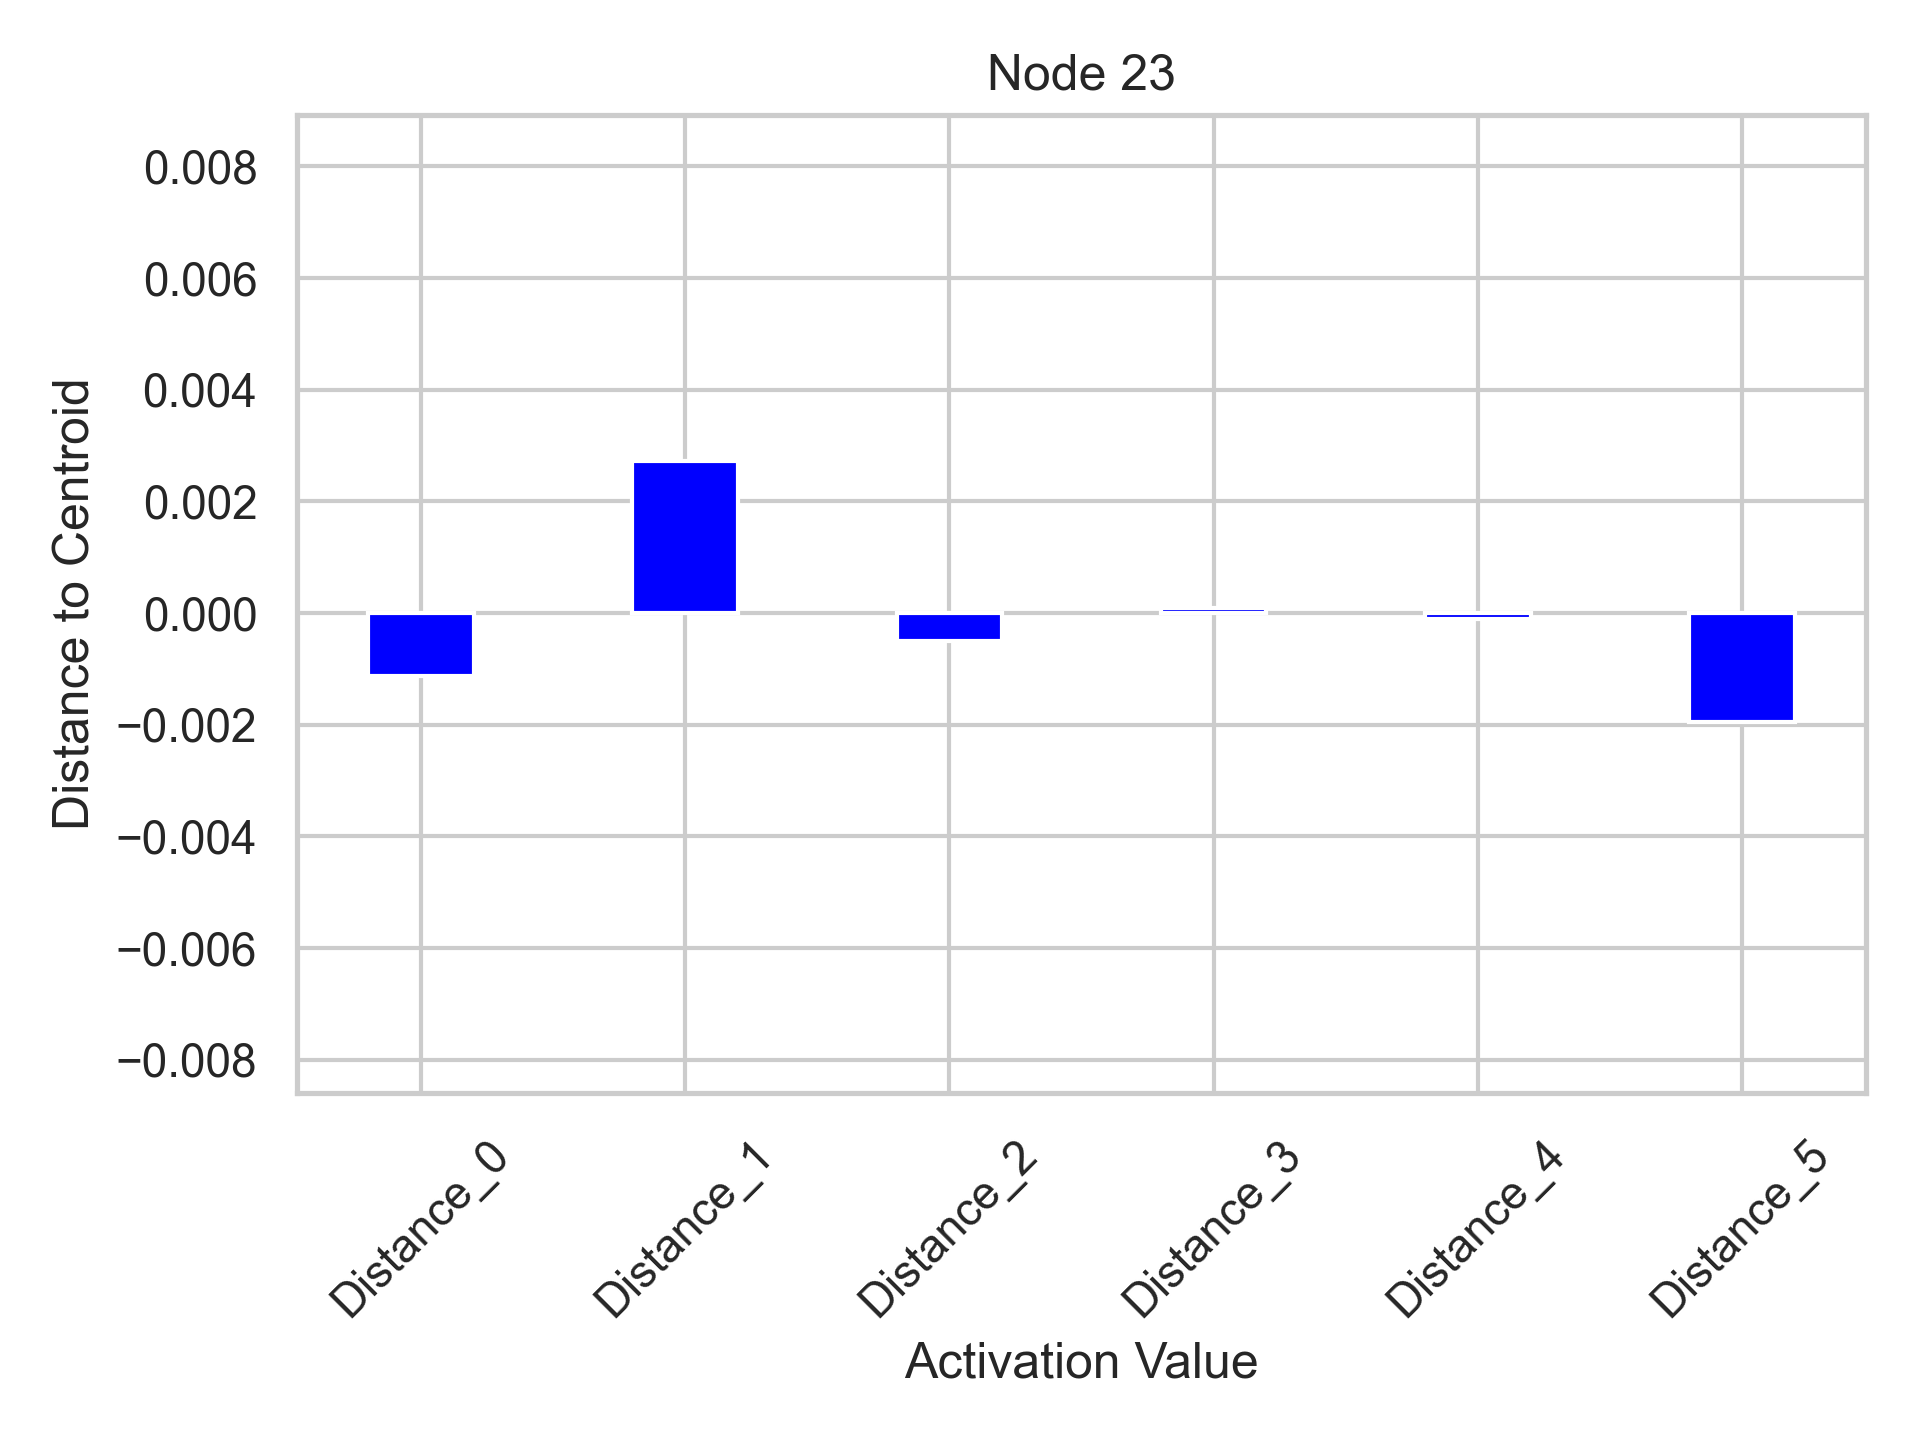 Node 23
Distance to Centroid
0.008
0.006
0.004
0.002
0.000
−0.002
−0.004
−0.006
−0.008
Distance_0
Distance_1
Distance_2
Distance_3
Distance_4
Distance_5
Activation Value